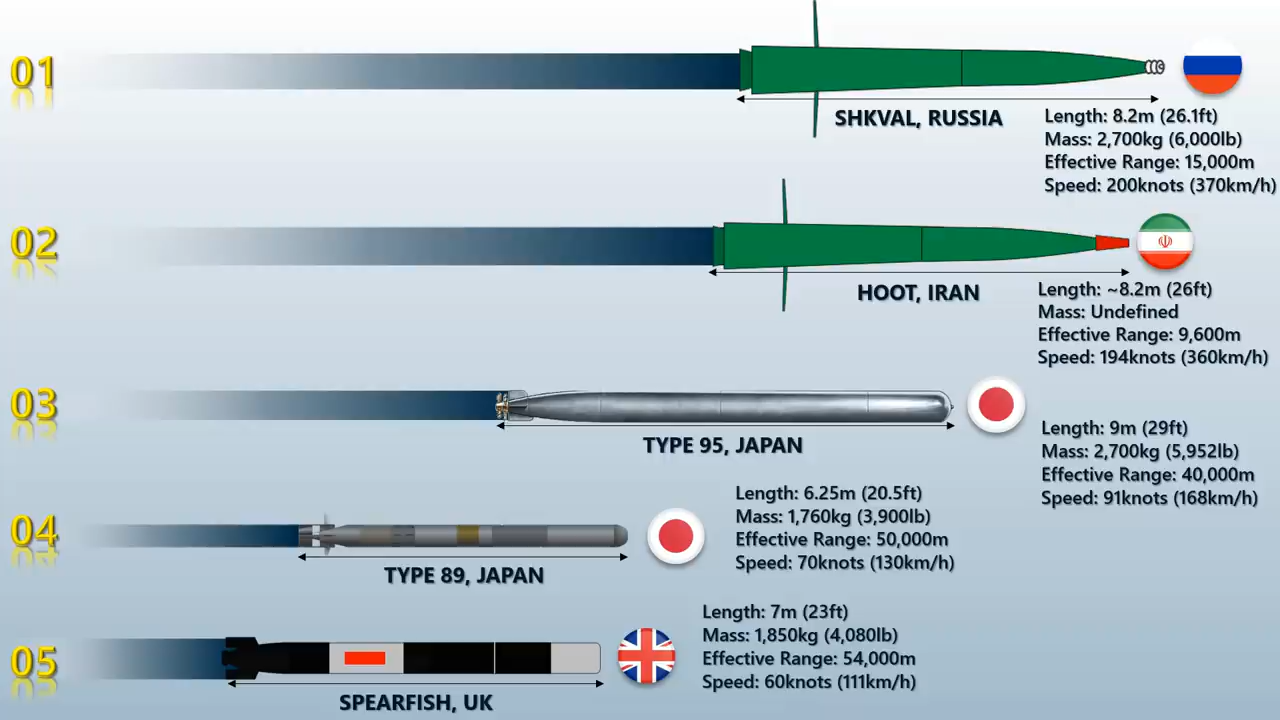 01
SHKVAL, RUSSIA
Length: 8.2m (26.1ft)
Mass: 2,700kg (6,000lb)
Effective Range: 15,000m
Speed: 200knots (370km/h)
02
HOOT, IRAN
Length: ~8.2m (26ft)
Mass: Undefined
Effective Range: 9,600m
Speed: 194knots (360km/h)
03
TYPE 95, JAPAN
Length: 9m (29ft)
Mass: 2,700kg (5,952lb)
Effective Range: 40,000m
Speed: 91knots (168km/h)
04
TYPE 89, JAPAN
Length: 6.25m (20.5ft)
Mass: 1,760kg (3,900lb)
Effective Range: 50,000m
Speed: 70knots (130km/h)
05
SPEARFISH, UK
Length: 7m (23ft)
Mass: 1,850kg (4,080lb)
Effective Range: 54,000m
Speed: 60knots (111km/h)